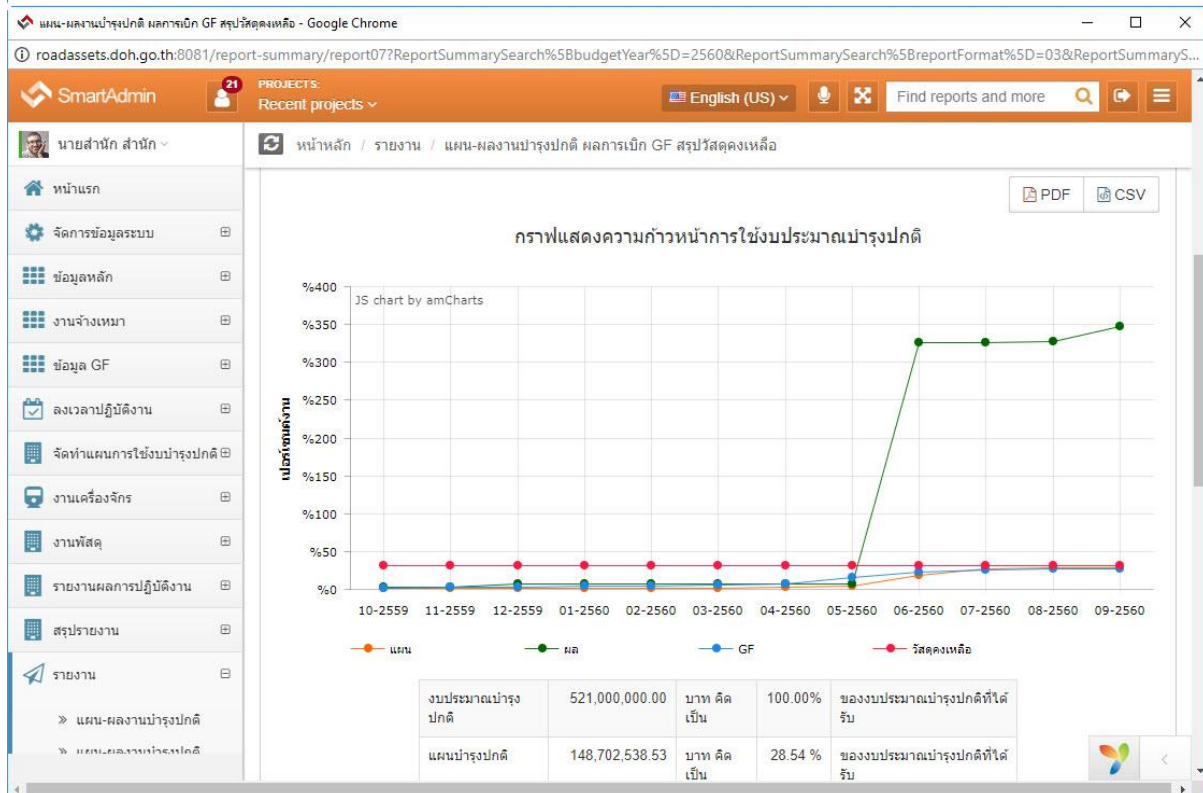 แผน-ผลงานบำรุงปกติ ผลการเบิก GF สรุปวัสดุคงเหลือ - Google Chrome
roadassets.doh.go.th:8081/report-summary/report07?ReportSummarySearch%5BbudgetYear%5D=2560&ReportSummarySearch%5BreportFormat%5D=03&ReportSummaryS...
SmartAdmin
21
PROJECTS:
Recent projects
English (US)
Find reports and more
นายสำนัก สำนัก
หน้าหลัก / รายงาน / แผน-ผลงานบำรุงปกติ ผลการเบิก GF สรุปวัสดุคงเหลือ
หน้าแรก
จัดการข้อมูลระบบ
ข้อมูลหลัก
งานจ้างเหมา
ข้อมูล GF
ลงเวลาปฏิบัติงาน
จัดทำแผนการใช้งบบำรุงปกติ
งานเครื่องจักร
งานพัสดุ
รายงานผลการปฏิบัติงาน
สรุปรายงาน
รายงาน
» แผน-ผลงานบำรุงปกติ
» แผน-ผลงานบำรุงปกติ
PDF
CSV
กราฟแสดงความก้าวหน้าการใช้งบประมาณบำรุงปกติ
JS chart by amCharts
%400
%350
%300
%250
%200
%150
%100
%50
%0
เปอร์เซนต์งาน
10-2559 11-2559 12-2559 01-2560 02-2560 03-2560 04-2560 05-2560 06-2560 07-2560 08-2560 09-2560
แผน ผล GF วัสดุคงเหลือ
งบประมาณบำรุง 521,000,000.00 บาท คิด 100.00% ของงบประมาณบำรุงปกติที่ได้
ปกติ เป็น รับ
แผนบำรุงปกติ 148,702,538.53 บาท คิด 28.54 % ของงบประมาณบำรุงปกติที่ได้
เป็น รับ